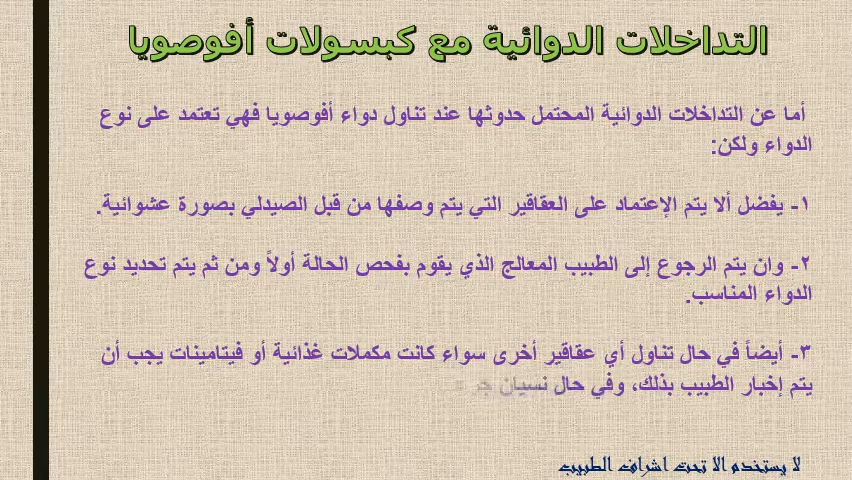 التداخلات الدوائية مع كبسولات أفوصويا
أما عن التداخلات الدوائية المحتمل حدوثها عند تناول دواء أفوصويا فهي تعتمد على نوع
الدواء ولكن:
١- يفضل ألا يتم الإعتماد على العقاقير التي يتم وصفها من قبل الصيدلي بصورة عشوائية.
٢- وان يتم الرجوع إلى الطبيب المعالج الذي يقوم بفحص الحالة أولاً ومن ثم يتم تحديد نوع
الدواء المناسب.
٣- أيضاً في حال تناول أي عقاقير أخرى سواء كانت مكملات غذائية أو فيتامينات يجب أن
يتم إخبار الطبيب بذلك، وفي حال نسيان
لا يستخدم الا تحت اشراف الطبيب